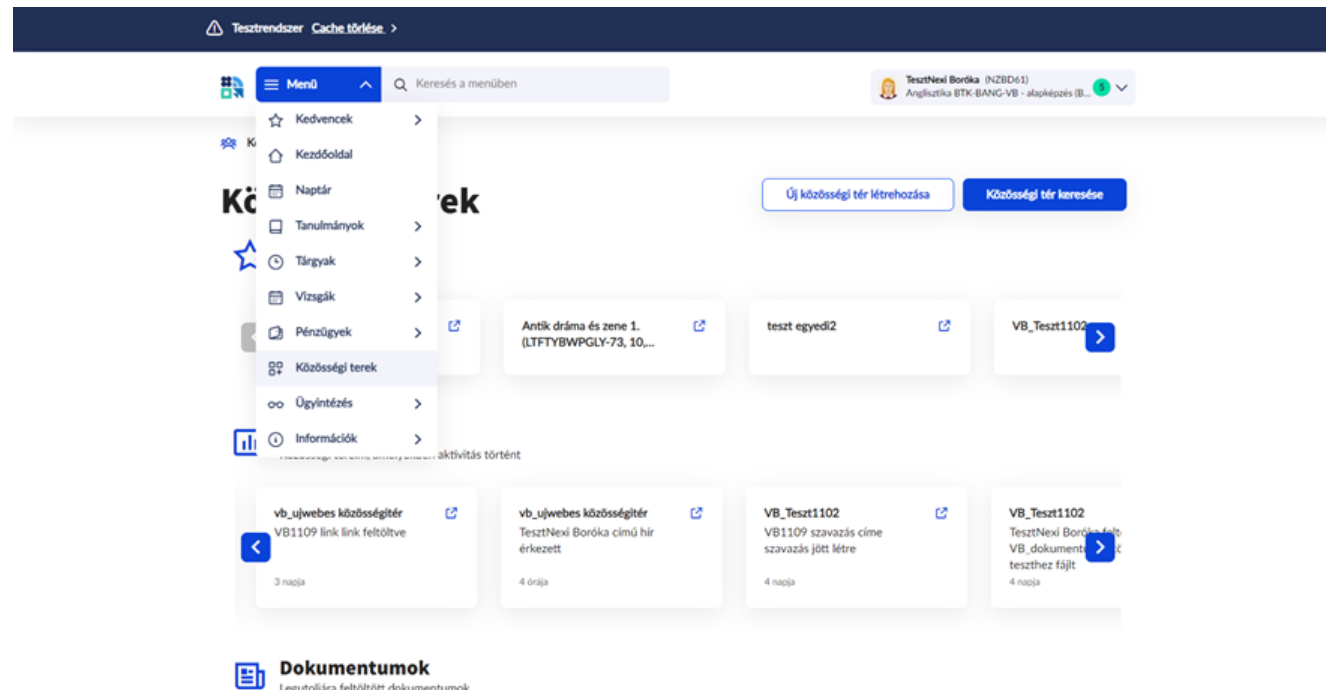 Tesztrendszer Cache törlése >
Menü
Keresés a menüben
TesztNexi Boróka (NZBD61)
Anglisztika BTK-BANG-VB - alapképzés (B...
S
Kedvencek
Kezdőoldal
Naptár
Tanulmányok
Tárgyak
Vizsgák
Pénzügyek
Közösségi terek
Ügyintézés
Információk
Kö
ek
Új közösségi tér létrehozása
Közösségi tér keresése
Antik dráma és zene 1.
(LTFTYBWPGLY-73, 10,...
teszt egyedi2
VB_Teszt1102
aktivitás történt
vb_ujwebes közösségitér
VB1109 link link feltöltve
3 napja
vb_ujwebes közösségitér
TesztNexi Boróka című hír
érkezett
4 órája
VB_Teszt1102
VB1109 szavazás címe
szavazás jött létre
4 napja
VB_Teszt1102
TesztNexi Boróka
VB_dokument
teszthez fájlt
4 napja
Dokumentumok
Legutoljára feltöltött dokumentumok